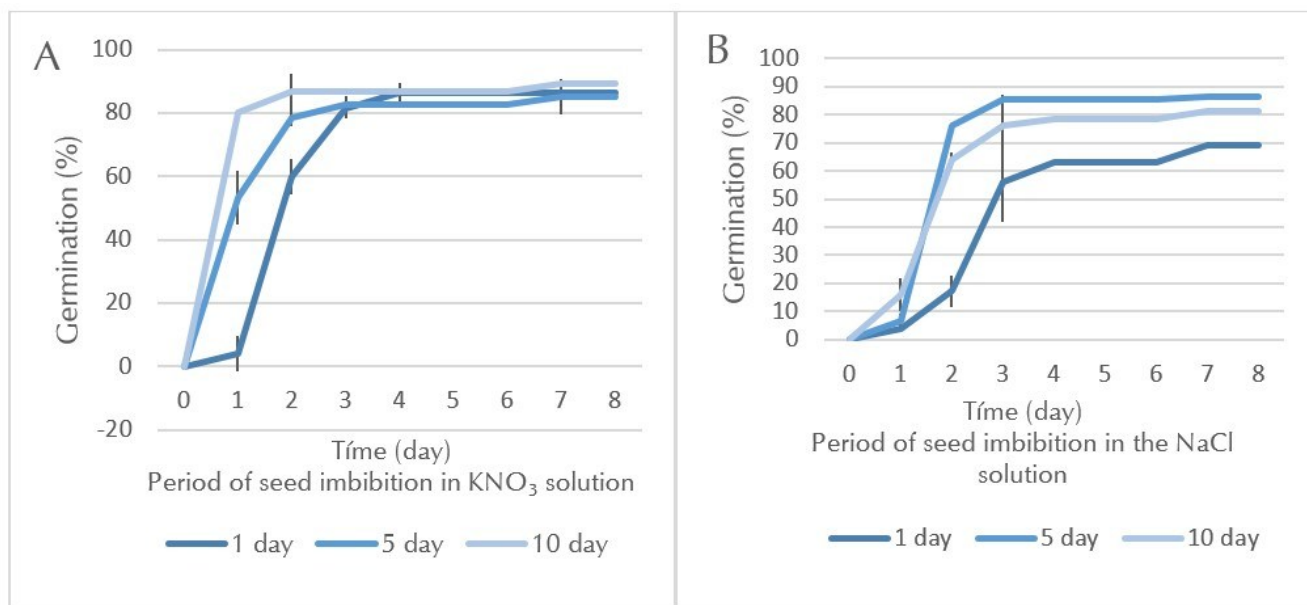 A
Germination (%)
100
80
60
40
20
0
-20
0 1 2 3 4 5 6 7 8
Tíme (day)
Period of seed imbibition in KNO₃ solution
1 day 5 day 10 day
B
Germination (%)
100
90
80
70
60
50
40
30
20
10
0
0 1 2 3 4 5 6 7 8
Tíme (day)
Period of seed imbibition in the NaCl
solution
1 day 5 day 10 day